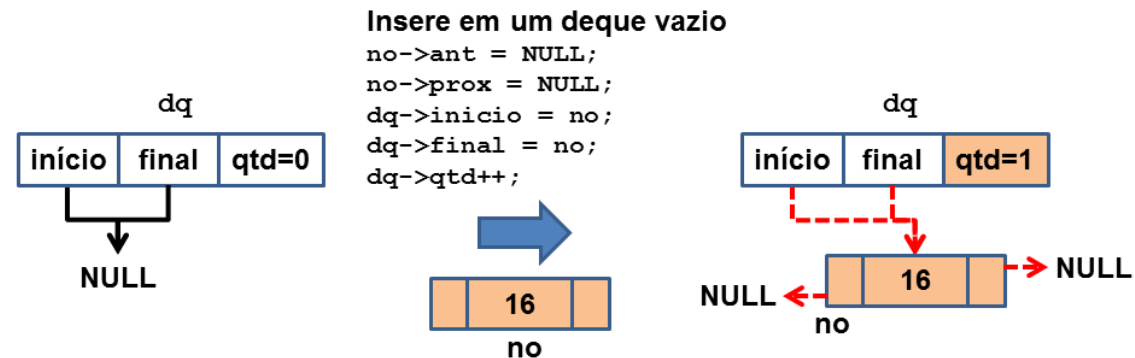 Insere em um deque vazio
no->ant = NULL;
no->prox = NULL;
dq->inicio = no;
dq->final = no;
dq->qtd++;
dq
início final qtd=0
NULL
16
no
dq
início final qtd=1
NULL
16
NULL
no